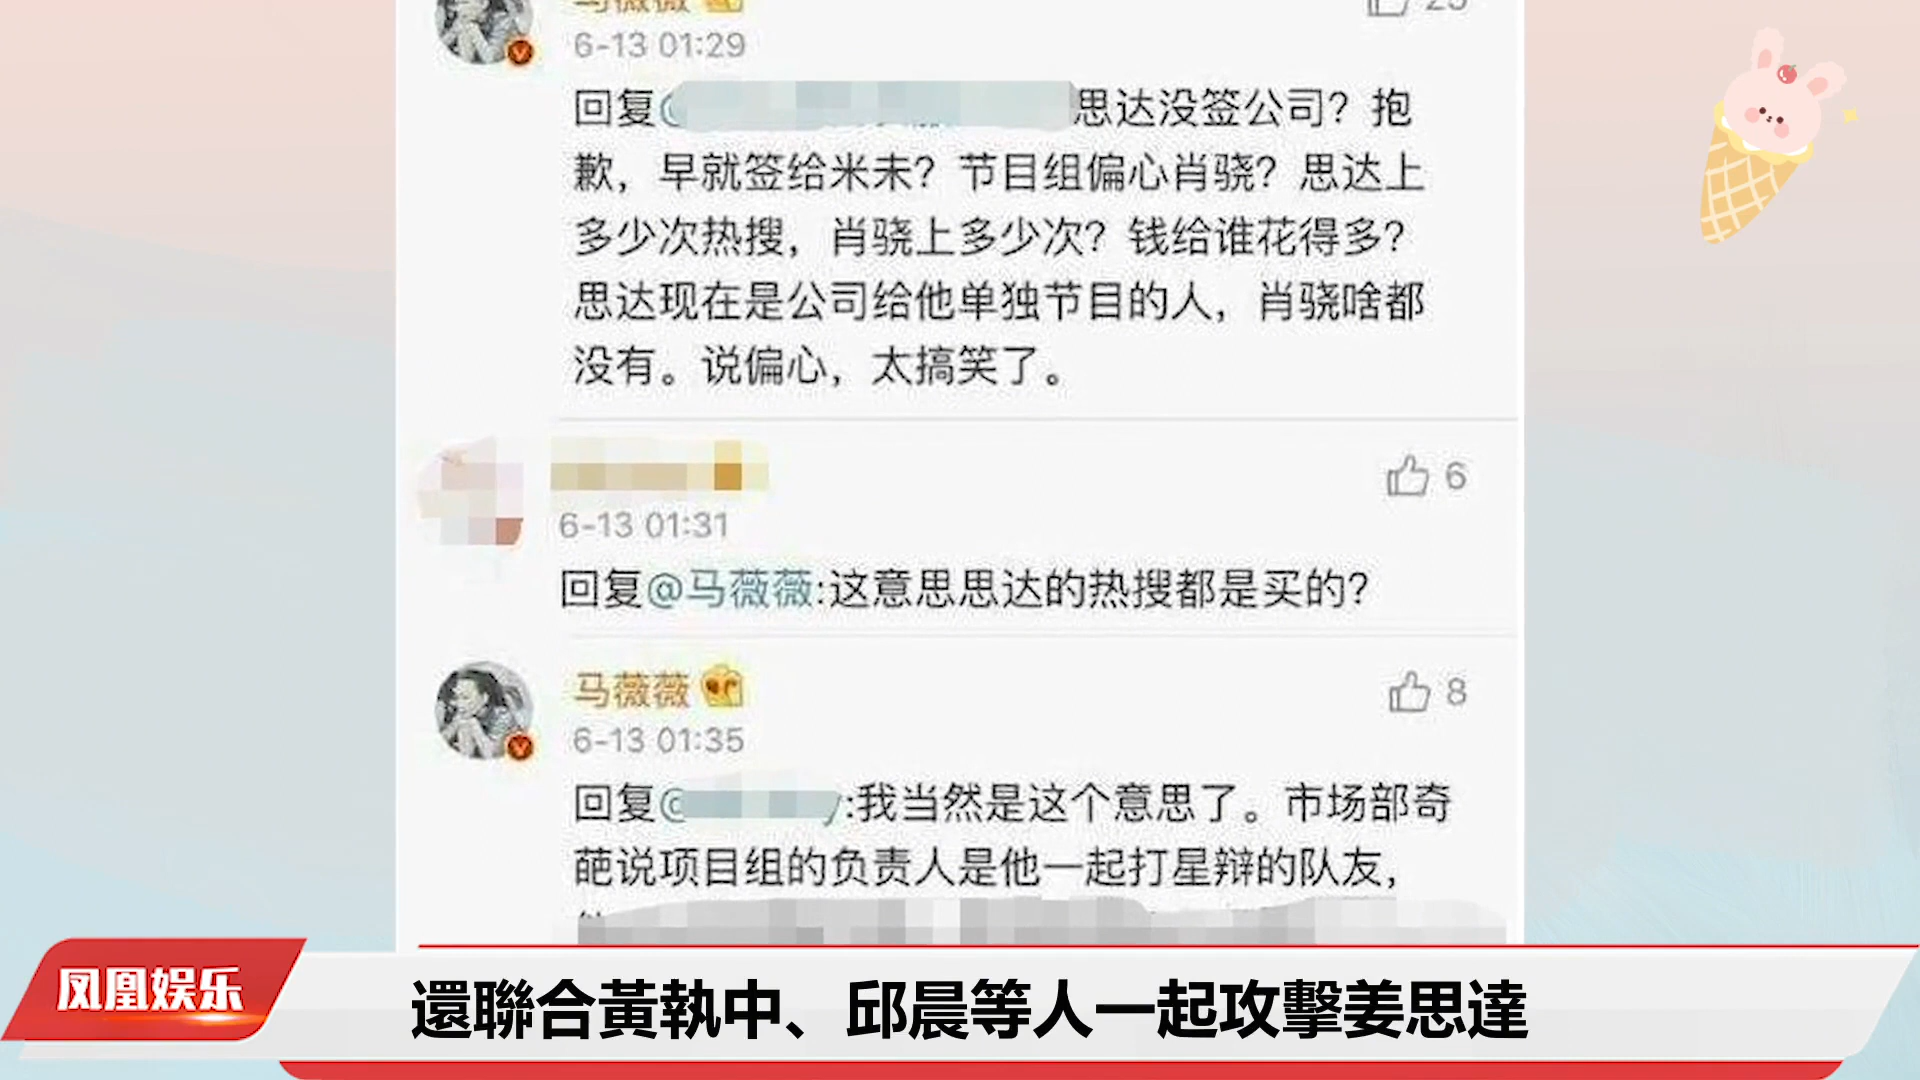 马薇薇
23
6-13 01:29
回复@ 思达没签公司？抱
歉，早就签给米未？节目组偏心肖骁？思达上
多少次热搜，肖骁上多少次？钱给谁花得多？
思达现在是公司给他单独节目的人，肖骁啥都
没有。说偏心，太搞笑了。
6
6-13 01:31
回复@马薇薇:这意思思达的热搜都是买的？
马薇薇
8
6-13 01:35
回复@ :我当然是这个意思了。市场部奇
葩说项目组的负责人是他一起打星辩的队友，
凤凰娱乐
還聯合黃執中、邱晨等人一起攻擊姜思達